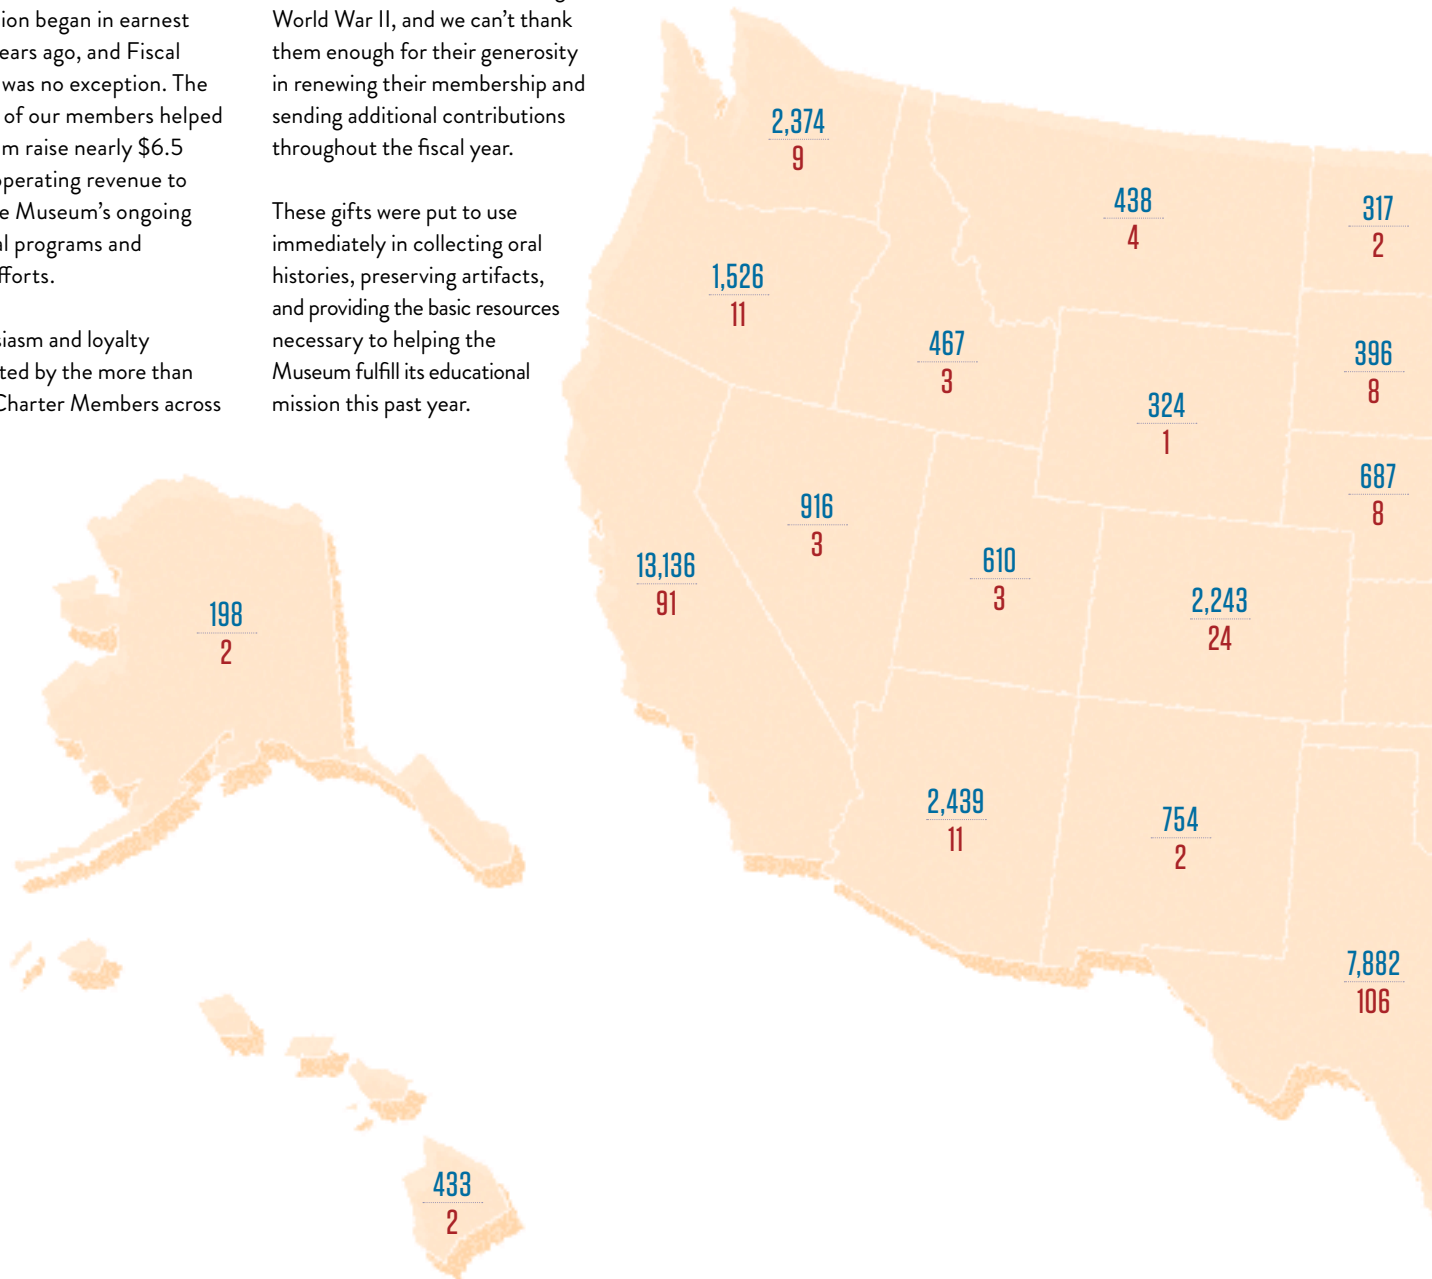 ion began in earnest
ears ago, and Fiscal
was no exception. The
of our members helped
m raise nearly $6.5
operating revenue to
e Museum's ongoing
al programs and
fforts.
siasm and loyalty
ted by the more than
Charter Members across
World War II, and we can't thank
them enough for their generosity
in renewing their membership and
sending additional contributions
throughout the fiscal year.
These gifts were put to use
immediately in collecting oral
histories, preserving artifacts,
and providing the basic resources
necessary to helping the
Museum fulfill its educational
mission this past year.
2,374
9
438
4
317
2
1,526
11
467
3
396
8
324
1
687
8
916
3
13,136
91
610
3
2,243
24
198
2
2,439
11
754
2
7,882
106
433
2